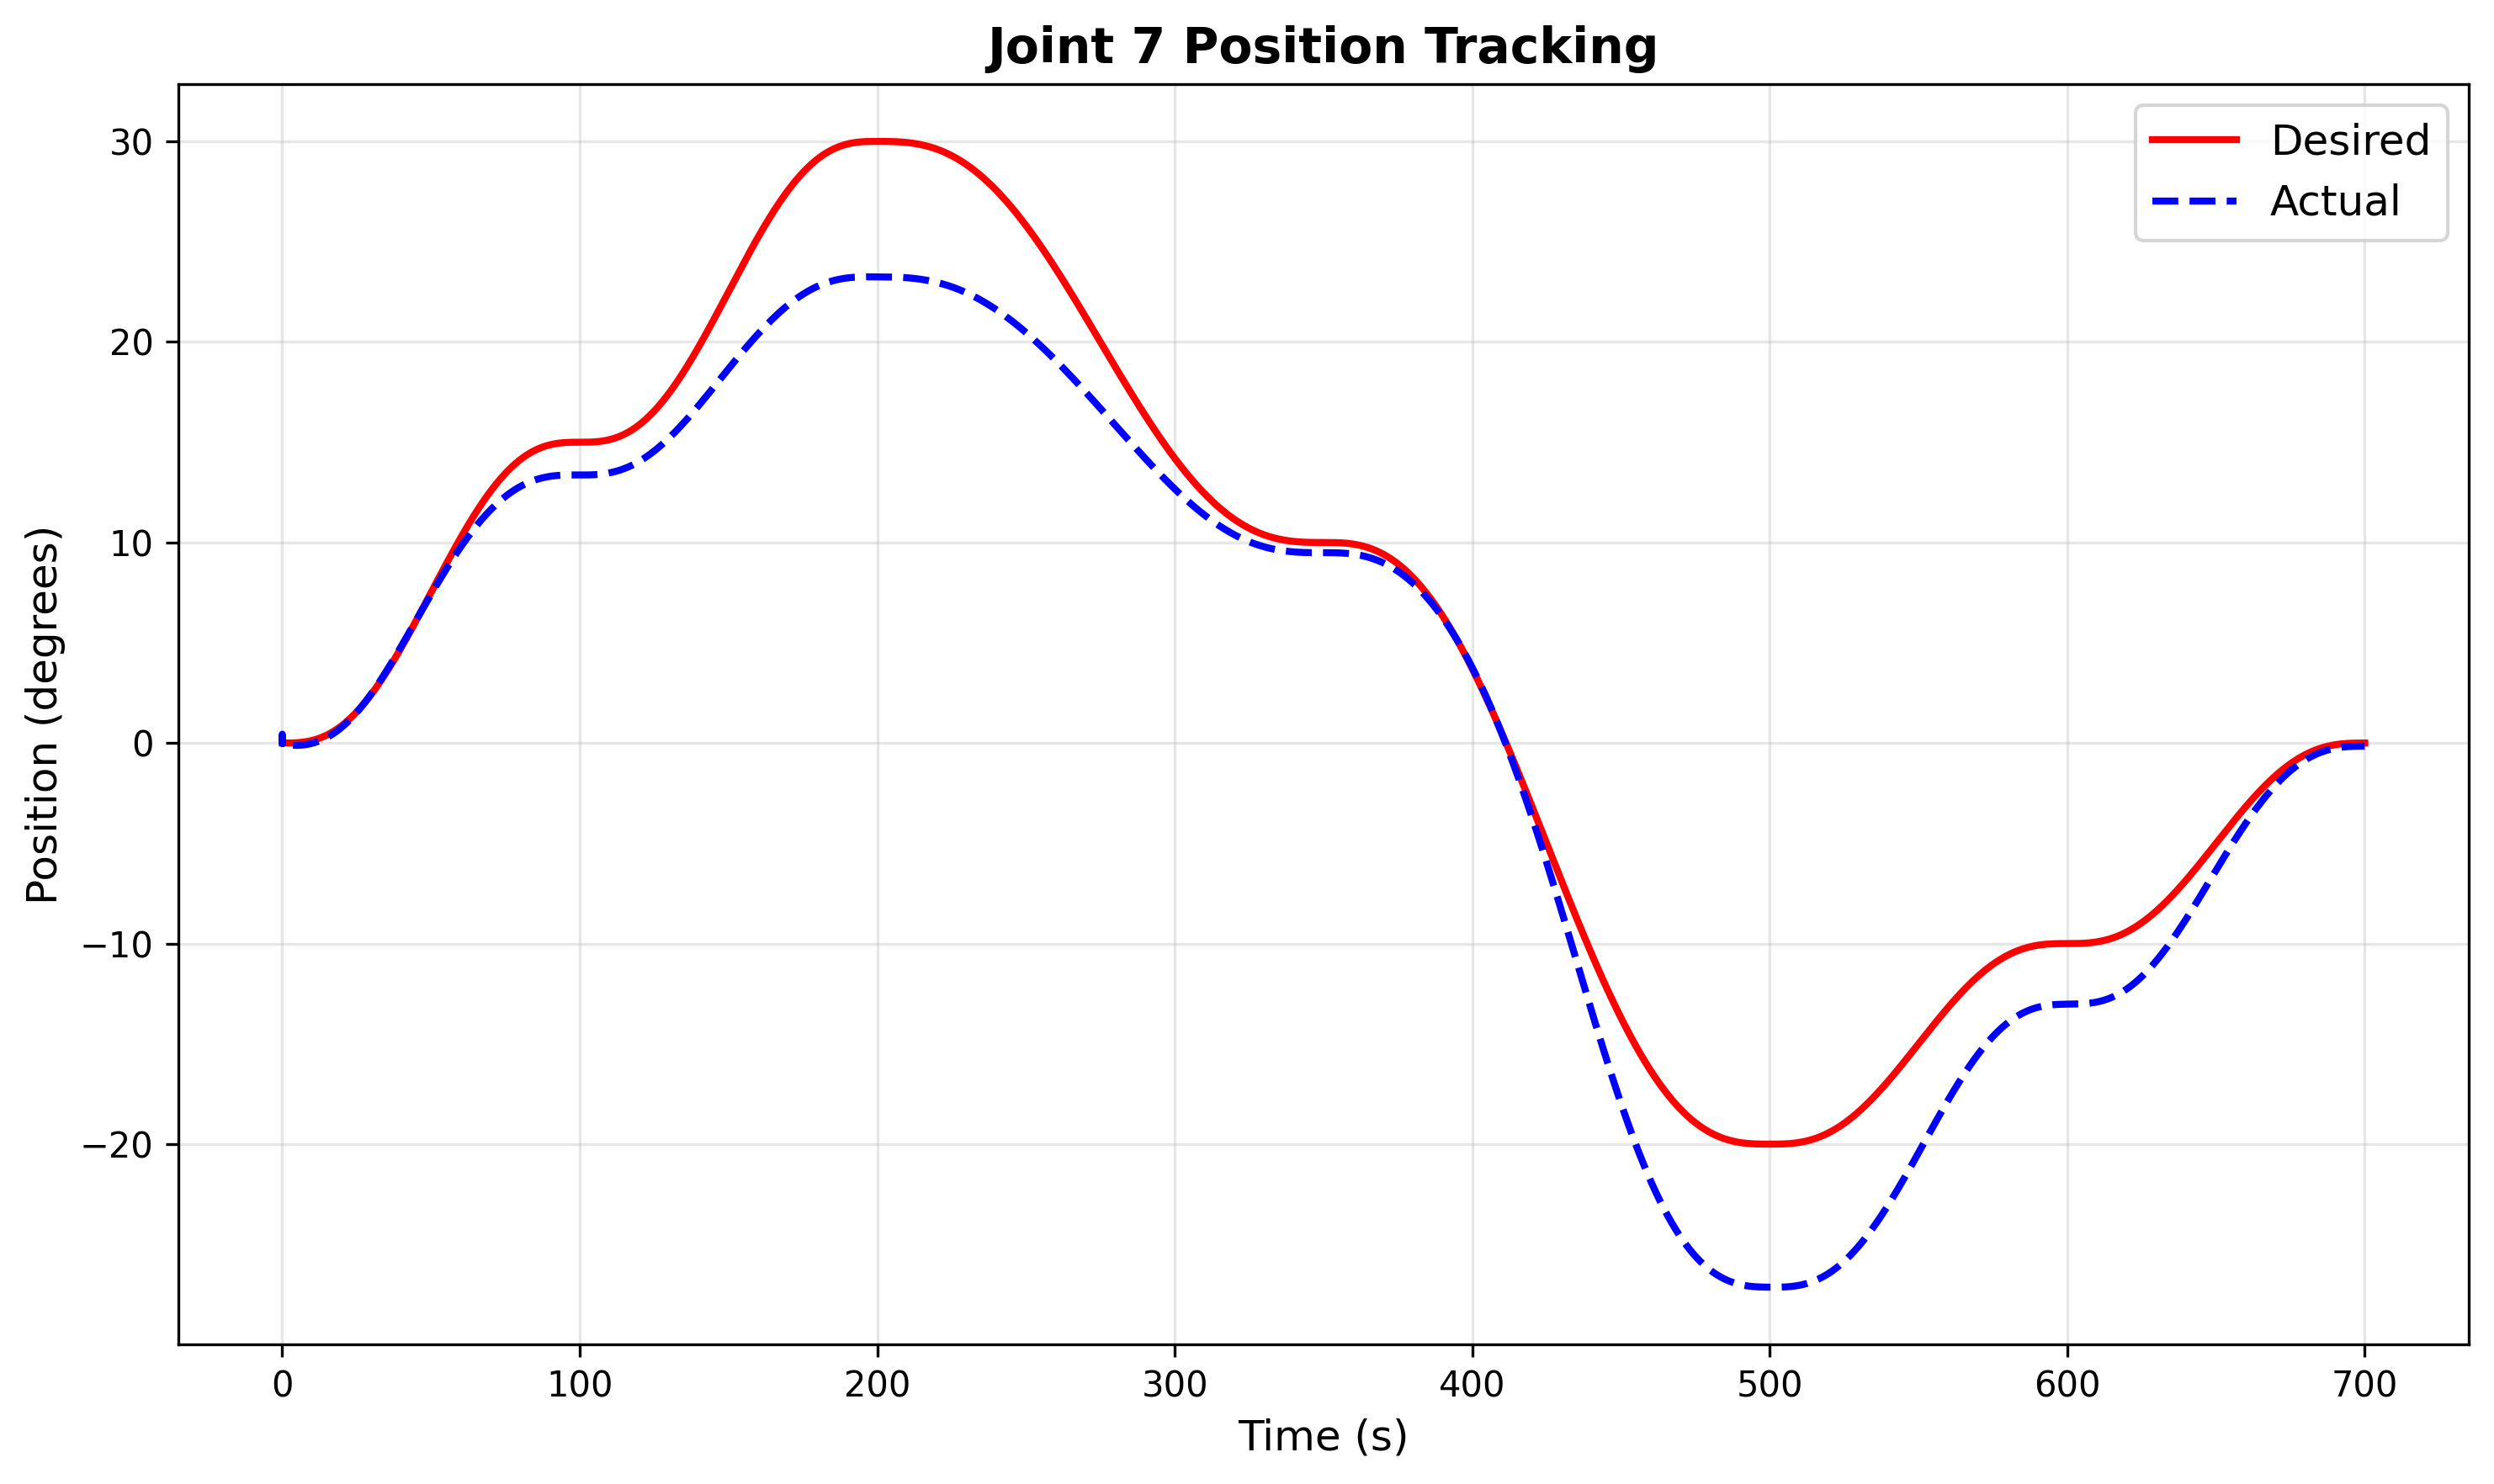 Joint 7 Position Tracking
Desired
Actual
Position (degrees)
30
20
10
0
−10
−20
0 100 200 300 400 500 600 700
Time (s)